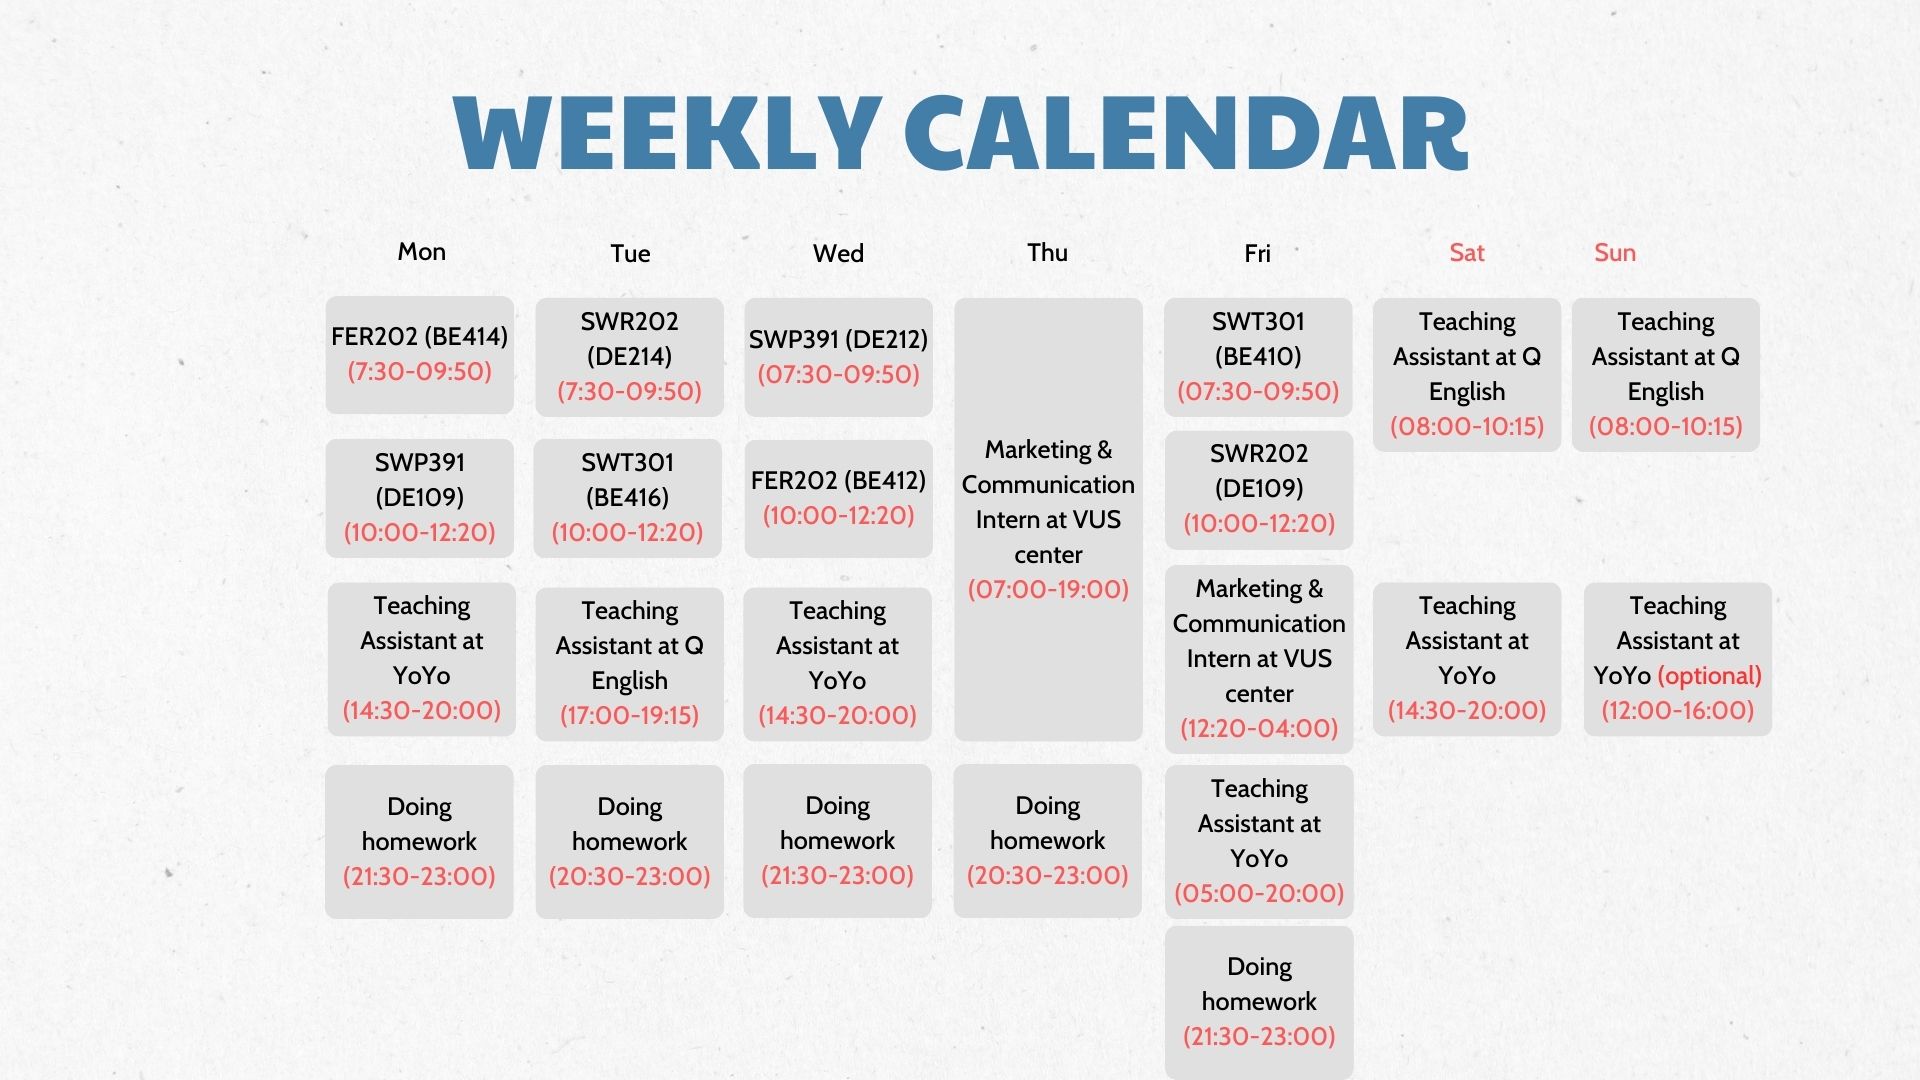 WEEKLY CALENDAR
Mon
Tue
Wed
Thu
Fri
Sat
Sun
FER202 (BE414)
(7:30-09:50)
SWP391
(DE109)
(10:00-12:20)
Teaching
Assistant at
YoYo
(14:30-20:00)
Doing
homework
(21:30-23:00)
SWR202
(DE214)
(7:30-09:50)
SWT301
(BE416)
(10:00-12:20)
Teaching
Assistant at Q
English
(17:00-19:15)
Doing
homework
(20:30-23:00)
SWP391 (DE212)
(07:30-09:50)
FER202 (BE412)
(10:00-12:20)
Teaching
Assistant at
YoYo
(14:30-20:00)
Doing
homework
(21:30-23:00)
Marketing &
Communication
Intern at VUS
center
(07:00-19:00)
Doing
homework
(20:30-23:00)
SWT301
(BE410)
(07:30-09:50)
SWR202
(DE109)
(10:00-12:20)
Marketing &
Communication
Intern at VUS
center
(12:20-04:00)
Teaching
Assistant at
YoYo
(05:00-20:00)
Doing
homework
(21:30-23:00)
Teaching
Assistant at Q
English
(08:00-10:15)
Teaching
Assistant at
YoYo
(14:30-20:00)
Teaching
Assistant at Q
English
(08:00-10:15)
Teaching
Assistant at
YoYo (optional)
(12:00-16:00)